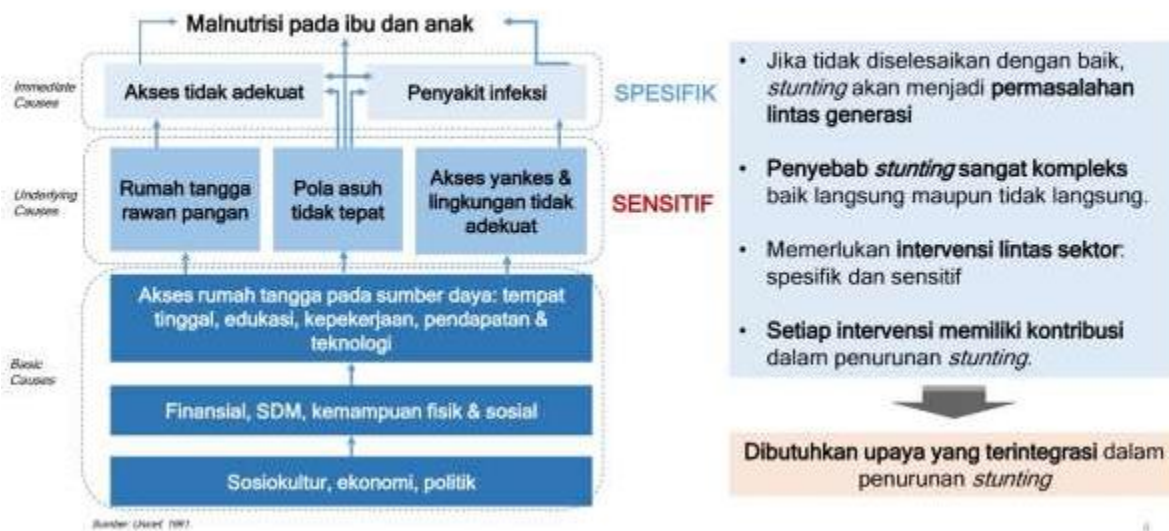 Malnutrisi pada ibu dan anak
Immediate
Causes
Akses tidak adekuat
Penyakit infeksi
SPESIFIK
Underlying
Causes
Rumah tangga
rawan pangan
Pola asuh
tidak tepat
Akses yankes &
lingkungan tidak
adekuat
SENSITIF
Basic
Causes
Akses rumah tangga pada sumber daya: tempat
tinggal, edukasi, kepekerjaan, pendapatan &
teknologi
Finansial, SDM, kemampuan fisik & sosial
Sosiokultur, ekonomi, politik
Sumber: Unicef,
• Jika tidak diselesaikan dengan baik,
stunting akan menjadi permasalahan
lintas generasi
• Penyebab stunting sangat kompleks
baik langsung maupun tidak langsung.
• Memerlukan intervensi lintas sektor:
spesifik dan sensitif
• Setiap intervensi memiliki kontribusi
dalam penurunan stunting.
Dibutuhkan upaya yang terintegrasi dalam
penurunan stunting